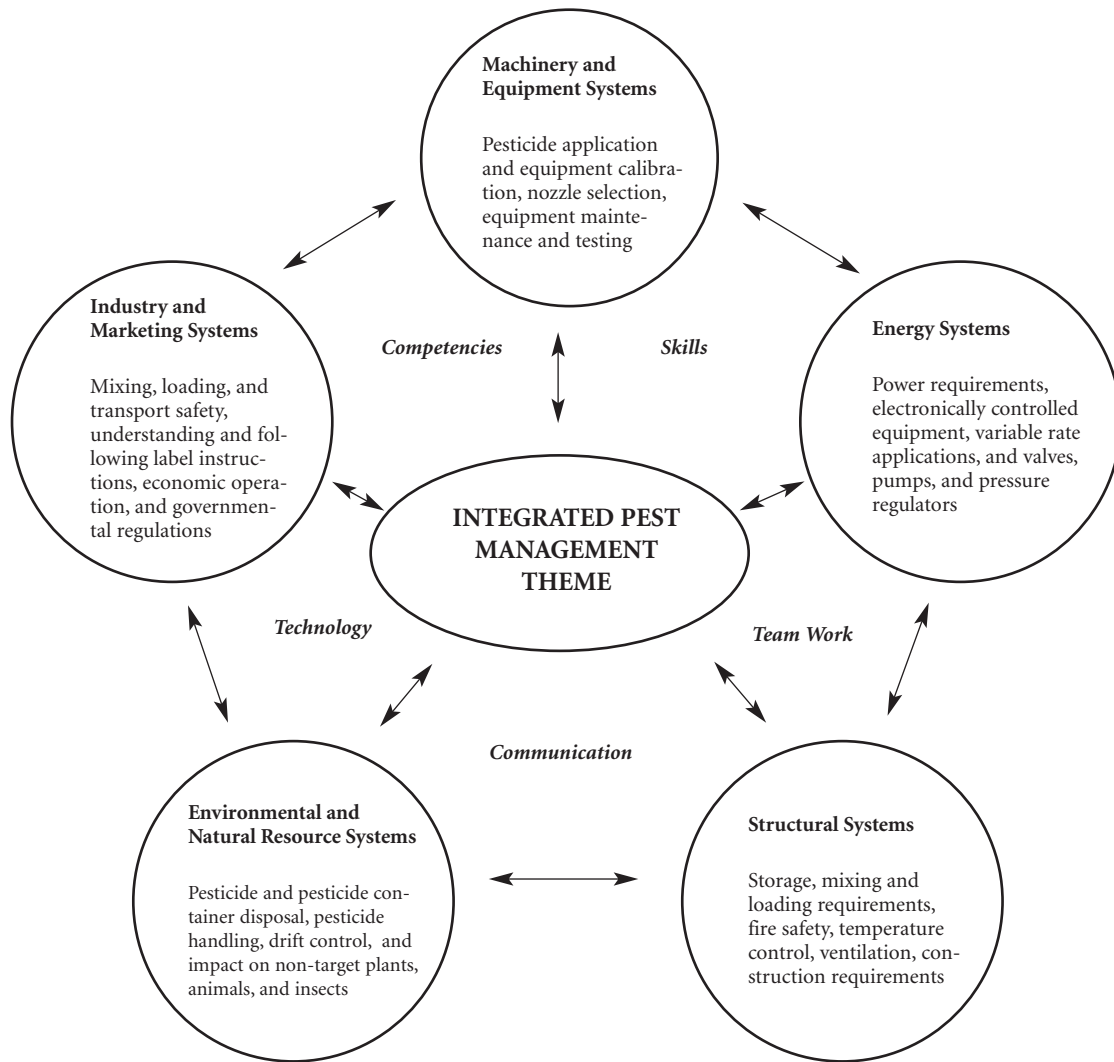 Machinery and
Equipment Systems
Pesticide application
and equipment calibra-
tion, nozzle selection,
equipment mainte-
nance and testing
Industry and
Marketing Systems
Mixing, loading, and
transport safety,
understanding and fol-
lowing label instruc-
tions, economic opera-
tion, and governmen-
tal regulations
Competencies
Skills
Energy Systems
Power requirements,
electronically controlled
equipment, variable rate
applications, and valves,
pumps, and pressure
regulators
INTEGRATED PEST
MANAGEMENT
THEME
Technology
Team Work
Communication
Environmental and
Natural Resource Systems
Pesticide and pesticide con-
tainer disposal, pesticide
handling, drift control, and
impact on non-target plants,
animals, and insects
Structural Systems
Storage, mixing and
loading requirements,
fire safety, temperature
control, ventilation, con-
struction requirements